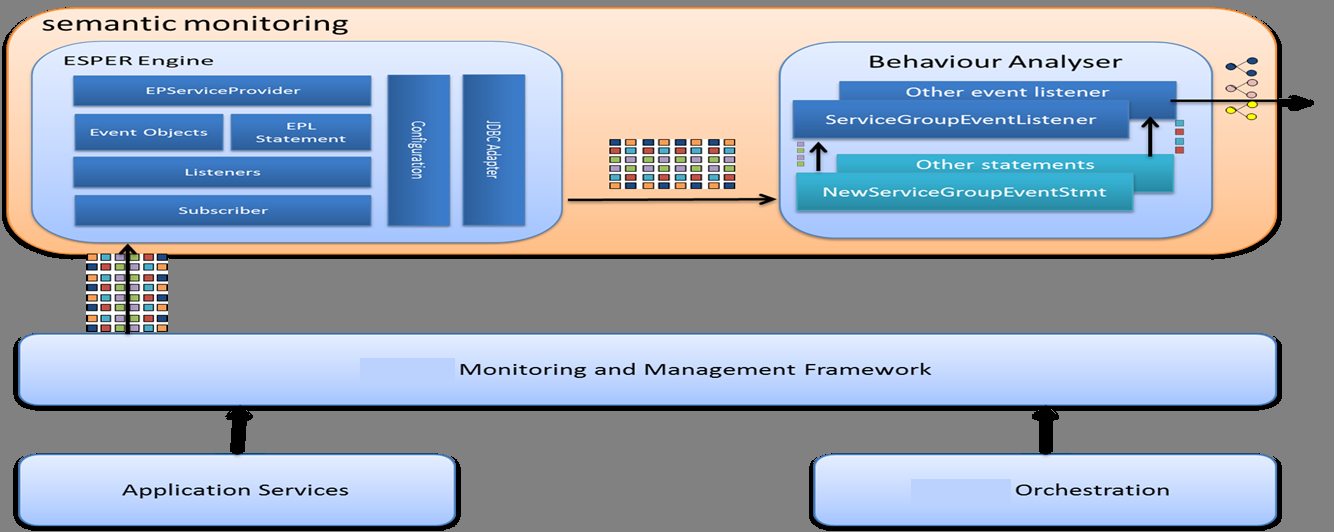 semantic monitoring
ESPER Engine
EPServiceProvider
Event Objects
EPL
Statement
Listeners
Subscriber
Configuration
JDBC Adapter
Behaviour Analyser
Other event listener
ServiceGroupEventListener
Other statements
NewServiceGroupEventStmt
Monitoring and Management Framework
Application Services
Orchestration